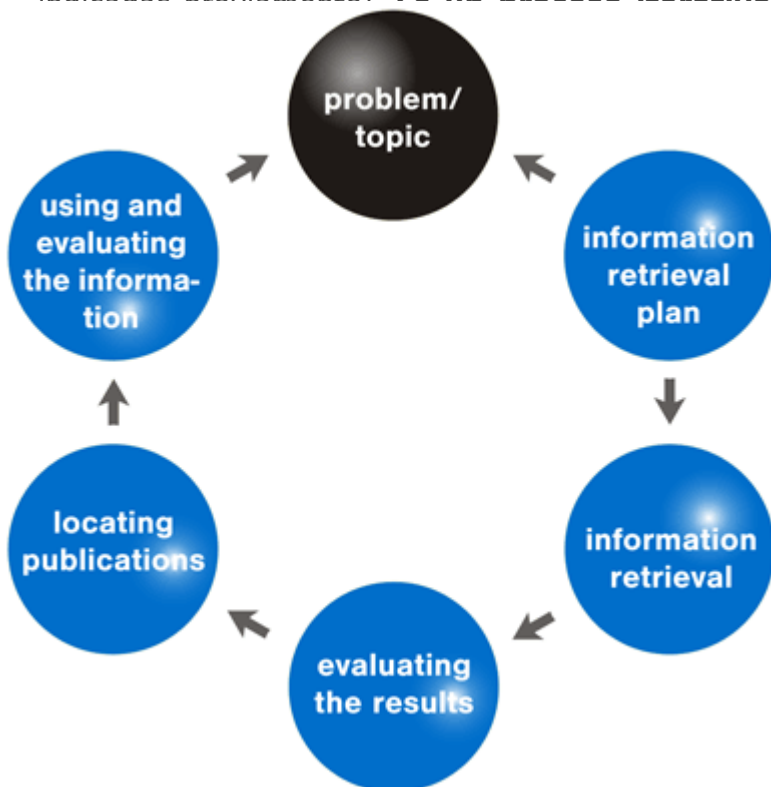 problem/
topic
information
retrieval
plan
information
retrieval
evaluating
the results
locating
publications
using and
evaluating
the informa-
tion